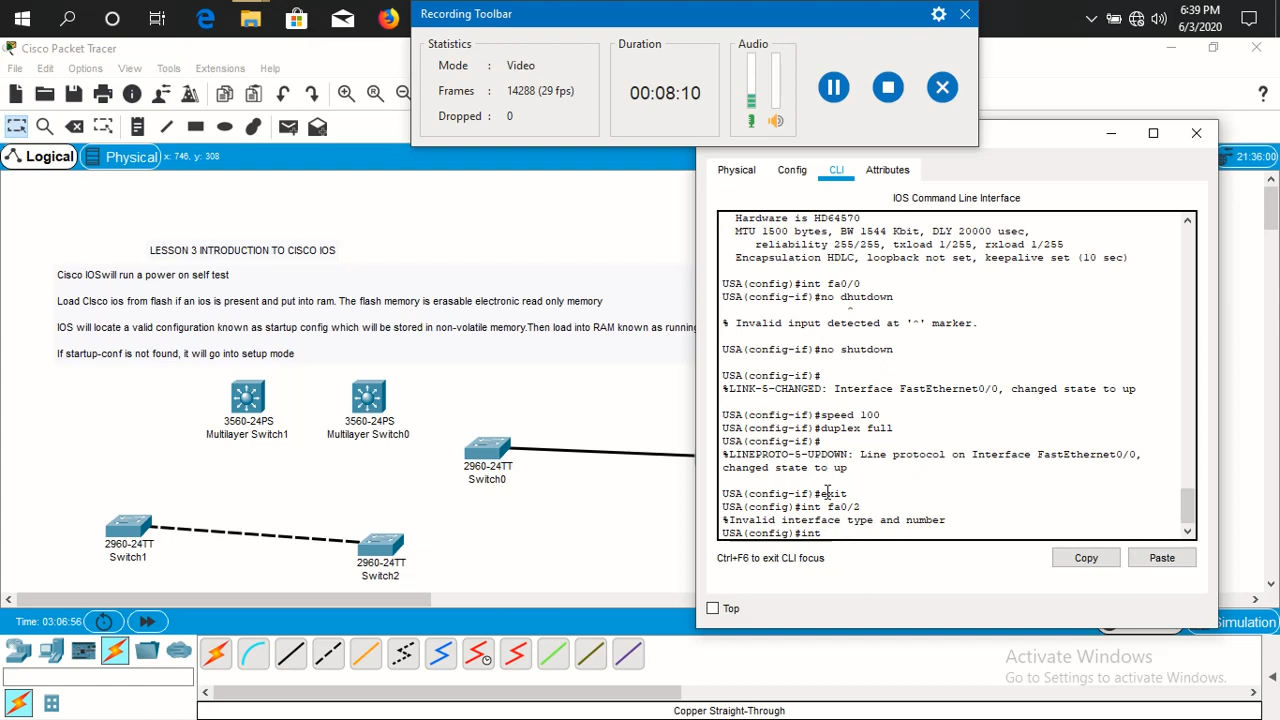 Recording Toolbar
6:39 PM
6/3/2020
Statistics
Duration
Audio
Mode : Video
Frames : 14288 (29 fps)
Dropped : 0
00:08:10
Cisco Packet Tracer
File Edit Options View Tools Extensions Help
?
Logical
Physical
x: 746, y: 308
21:36:00
Physical Config CLI Attributes
IOS Command Line Interface
Hardware is HD64570
MTU 1500 bytes, BW 1544 Kbit, DLY 20000 usec,
reliability 255/255, txload 1/255, rxload 1/255
Encapsulation HDLC, loopback not set, keepalive set (10 sec)
USA(config)#int fa0/0
USA(config-if)#no dhutdown
^
% Invalid input detected at '^' marker.
USA(config-if)#no shutdown
USA(config-if)#
%LINK-5-CHANGED: Interface FastEthernet0/0, changed state to up
USA(config-if)#speed 100
USA(config-if)#duplex full
USA(config-if)#
%LINEPROTO-5-UPDOWN: Line protocol on Interface FastEthernet0/0,
changed state to up
USA(config-if)#exit
USA(config)#int fa0/2
%Invalid interface type and number
USA(config)#int
Ctrl+F6 to exit CLI focus
Copy
Paste
Top
LESSON 3 INTRODUCTION TO CISCO IOS
Cisco IOSwill run a power on self test
Load CIsco ios from flash if an ios is present and put into ram. The flash memory is erasable electronic read only memory
IOS will locate a valid configuration known as startup config which will be stored in non-volatile memory.Then load into RAM known as running
If startup-conf is not found, it will go into setup mode
3560-24PS
Multilayer Switch1
3560-24PS
Multilayer Switch0
2960-24TT
Switch0
2960-24TT
Switch1
2960-24TT
Switch2
Time: 03:06:56
Simulation
Activate Windows
Go to Settings to activate Windows.
Copper Straight-Through